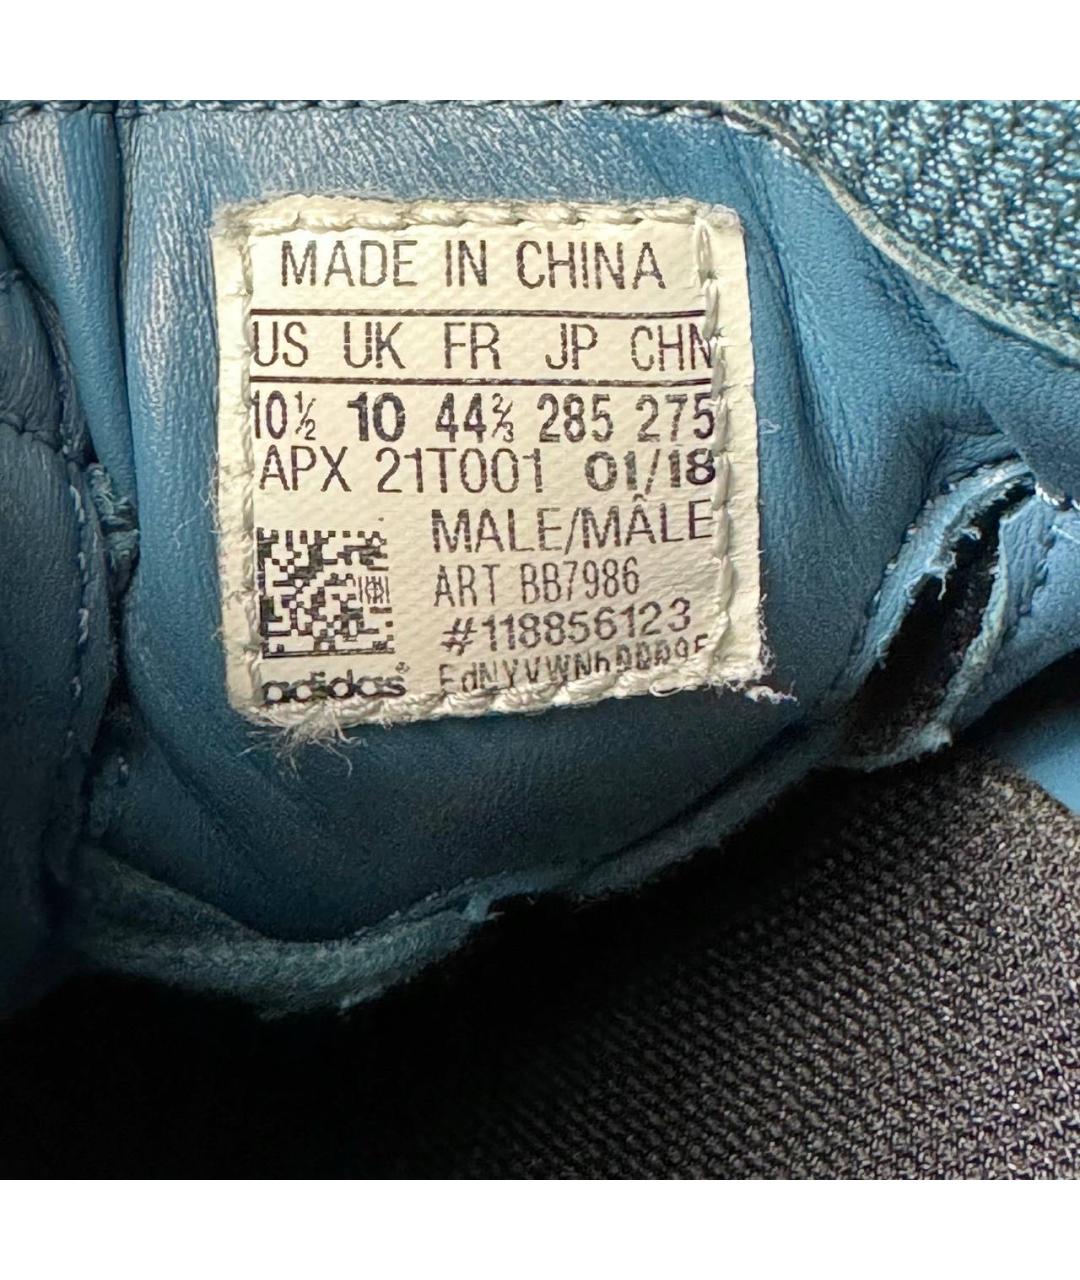 MADE IN CHINA
US UK FR JP CHN
10½ 10 44⅔ 285 275
APX 21T001 01/18
MALE/MÂLE
ART BB7986
#118856123
adidas